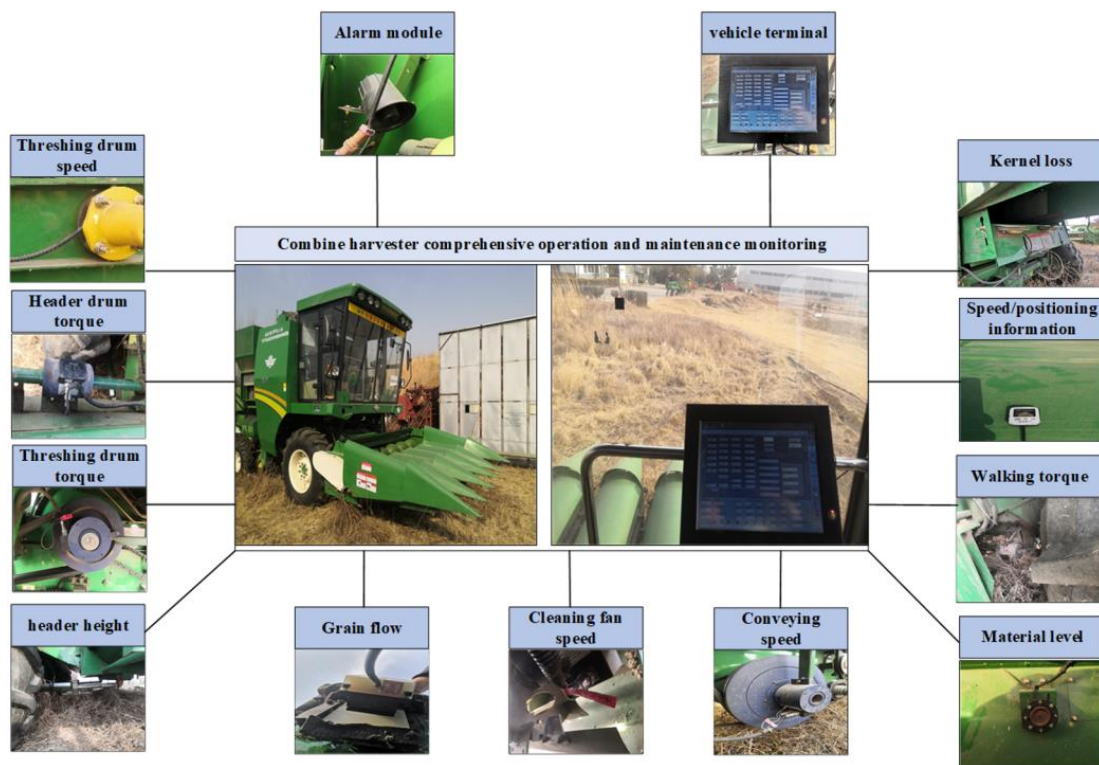 Alarm module
vehicle terminal
Threshing drum
speed
Kernel loss
Combine harvester comprehensive operation and maintenance monitoring
Header drum
torque
Speed/positioning
information
Threshing drum
torque
Walking torque
header height
Grain flow
Cleaning fan
speed
Conveying
speed
Material level